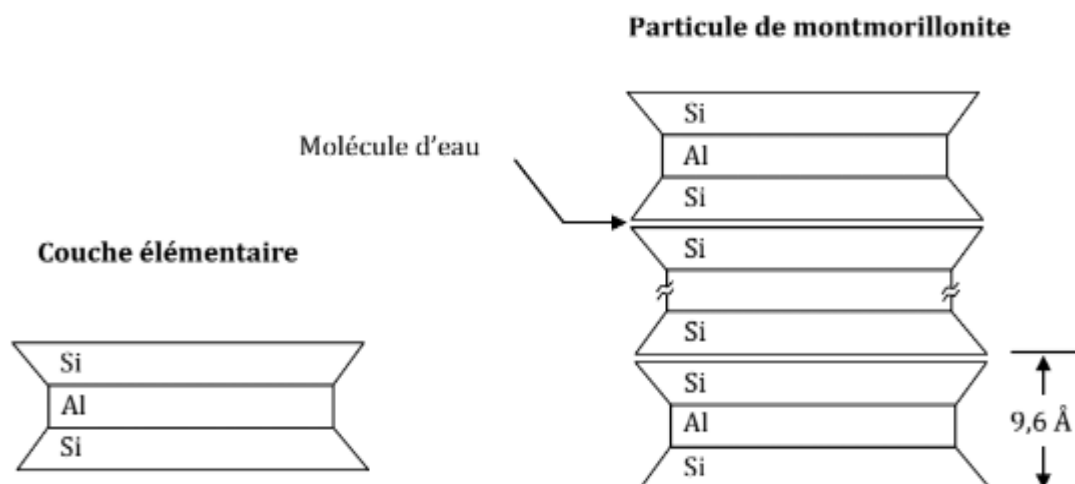 Particule de montmorillonite
Si
Al
Molécule d'eau
Si
Couche élémentaire
Si
Si
Si
Si
Al
Al
9,6 Å
Si
Si